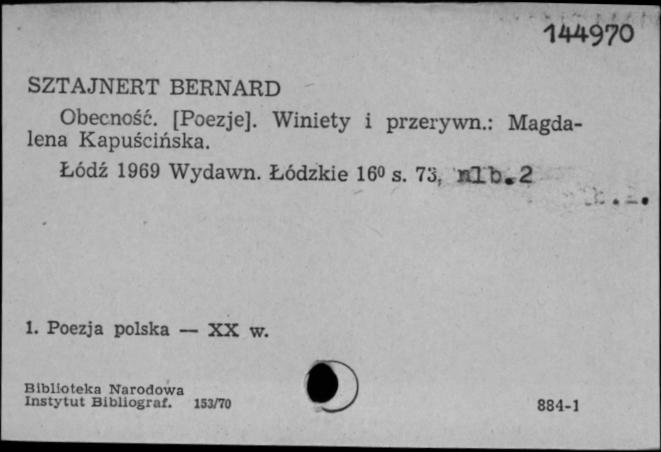 144970
SZTAJNERT BERNARD
Obecność. [Poezje]. Winiety i przerywn.: Magda-
lena Kapuścińska.
Łódź 1969 Wydawn. Łódzkie 16⁰ s. 73, nlb.2
1. Poezja polska — XX w.
Biblioteka Narodowa
Instytut Bibliograf. 153/70
884-1